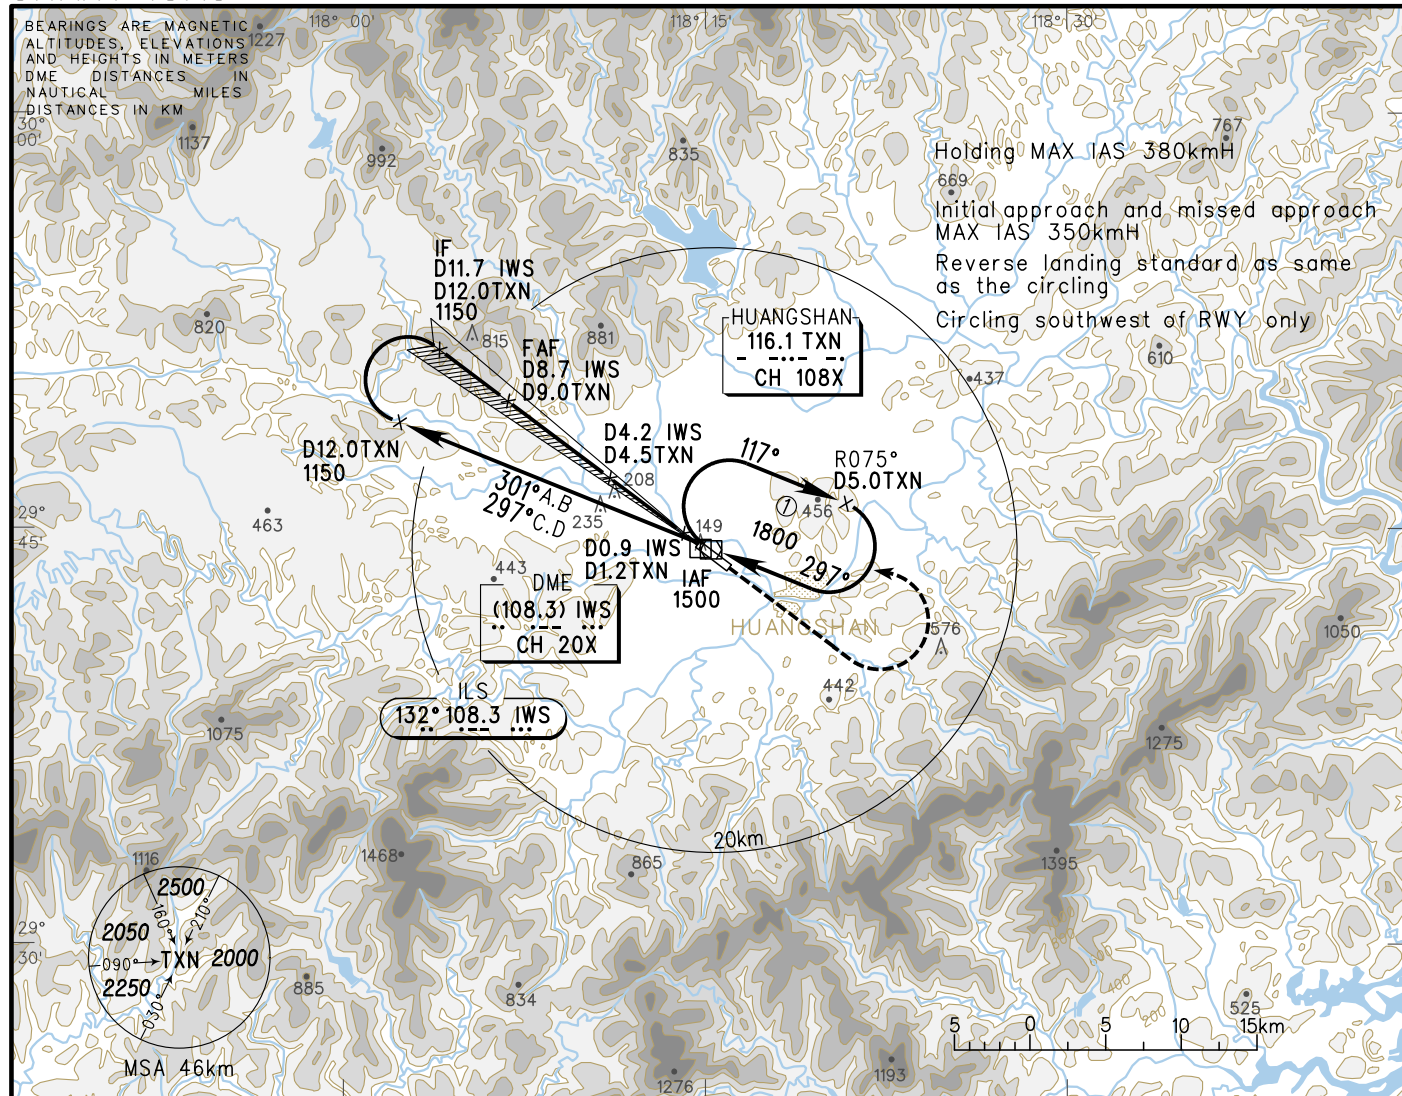 BEARINGS ARE MAGNETIC
ALTITUDES, ELEVATIONS
AND HEIGHTS IN METERS
DME DISTANCES IN
NAUTICAL MILES
DISTANCES IN KM
118° 00'
118° 15'
118° 30'
1227
30°
00'
1137
992
835
767
Holding MAX IAS 380kmH
669
Initial approach and missed approach
MAX IAS 350kmH
Reverse landing standard as same
as the circling
Circling southwest of RWY only
IF
D11.7 IWS
D12.0TXN
1150
820
815
881
610
437
HUANGSHAN
116.1 TXN
CH 108X
FAF
D8.7 IWS
D9.0TXN
D12.0TXN
1150
D4.2 IWS
D4.5TXN
208
117°
R075°
D5.0TXN
301°A.B
297°C.D
235
1
456
463
29°
45'
149
1800
D0.9 IWS
D1.2TXN
297°
IAF
1500
443
DME
(108.3) IWS
CH 20X
HUANGSHAN
576
1050
442
ILS
132° 108.3 IWS
1075
1275
20km
1468
865
1395
1116
2500
160°
210°
2050
090°
TXN
2000
2250
030°
MSA 46km
29°
30'
885
834
400
200
525
5 0 5 10 15km
1276
1193